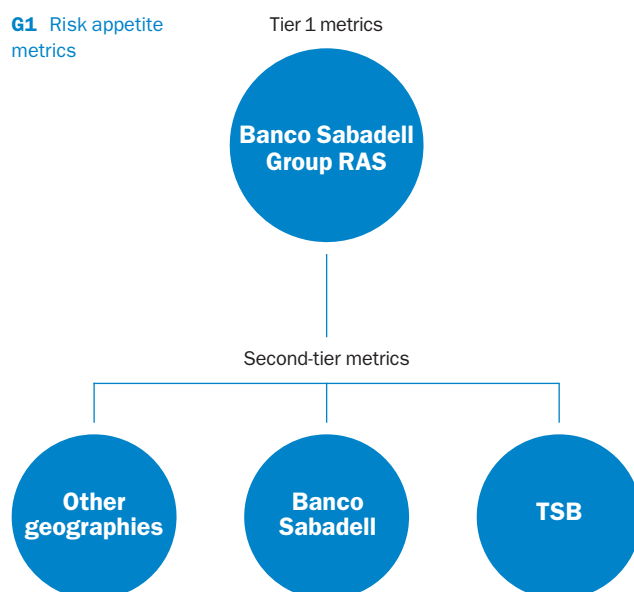 G1 Risk appetite
metrics
Tier 1 metrics
Banco Sabadell
Group RAS
Second-tier metrics
Other
geographies
Banco
Sabadell
TSB